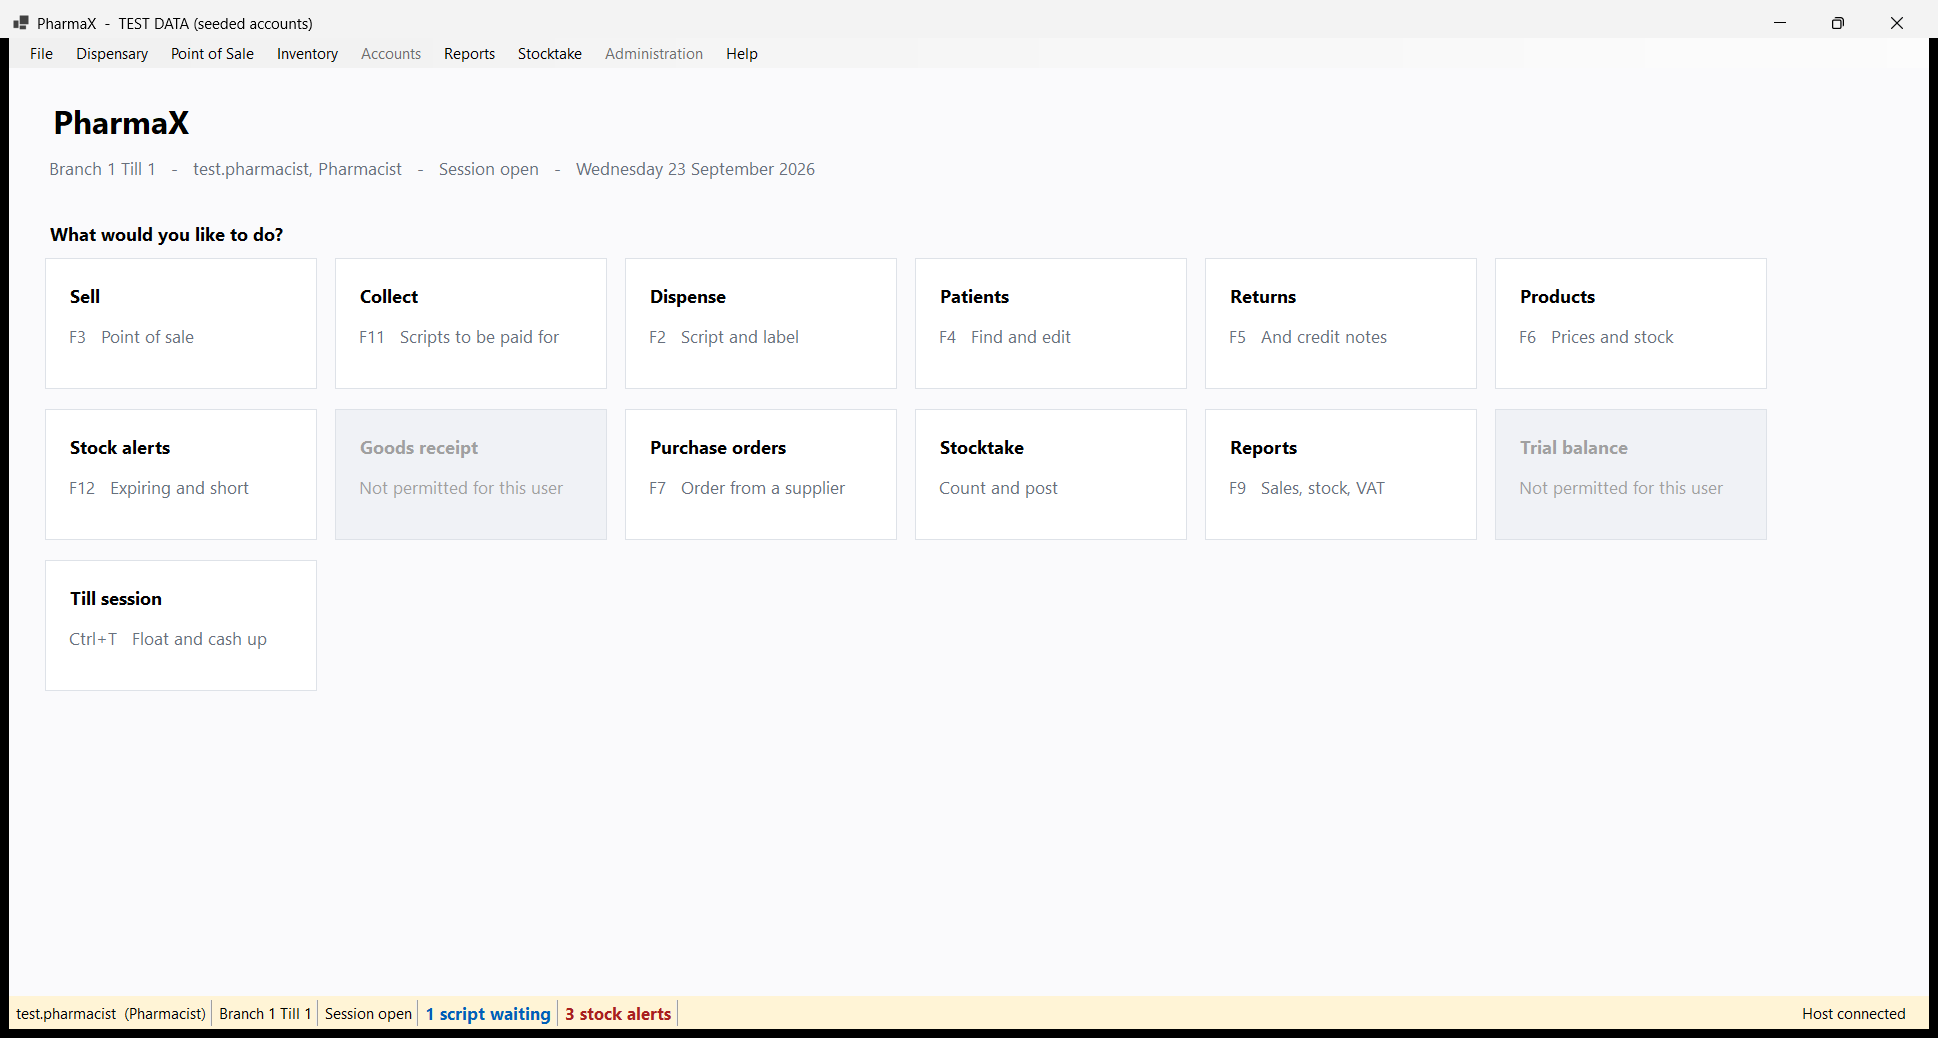 PharmaX - TEST DATA (seeded accounts)
File Dispensary Point of Sale Inventory Accounts Reports Stocktake Administration Help
PharmaX
Branch 1 Till 1 - test.pharmacist, Pharmacist - Session open - Wednesday 23 September 2026
What would you like to do?
Sell
F3 Point of sale
Collect
F11 Scripts to be paid for
Dispense
F2 Script and label
Patients
F4 Find and edit
Returns
F5 And credit notes
Products
F6 Prices and stock
Stock alerts
F12 Expiring and short
Goods receipt
Not permitted for this user
Purchase orders
F7 Order from a supplier
Stocktake
Count and post
Reports
F9 Sales, stock, VAT
Trial balance
Not permitted for this user
Till session
Ctrl+T Float and cash up
test.pharmacist (Pharmacist) Branch 1 Till 1 Session open 1 script waiting 3 stock alerts Host connected